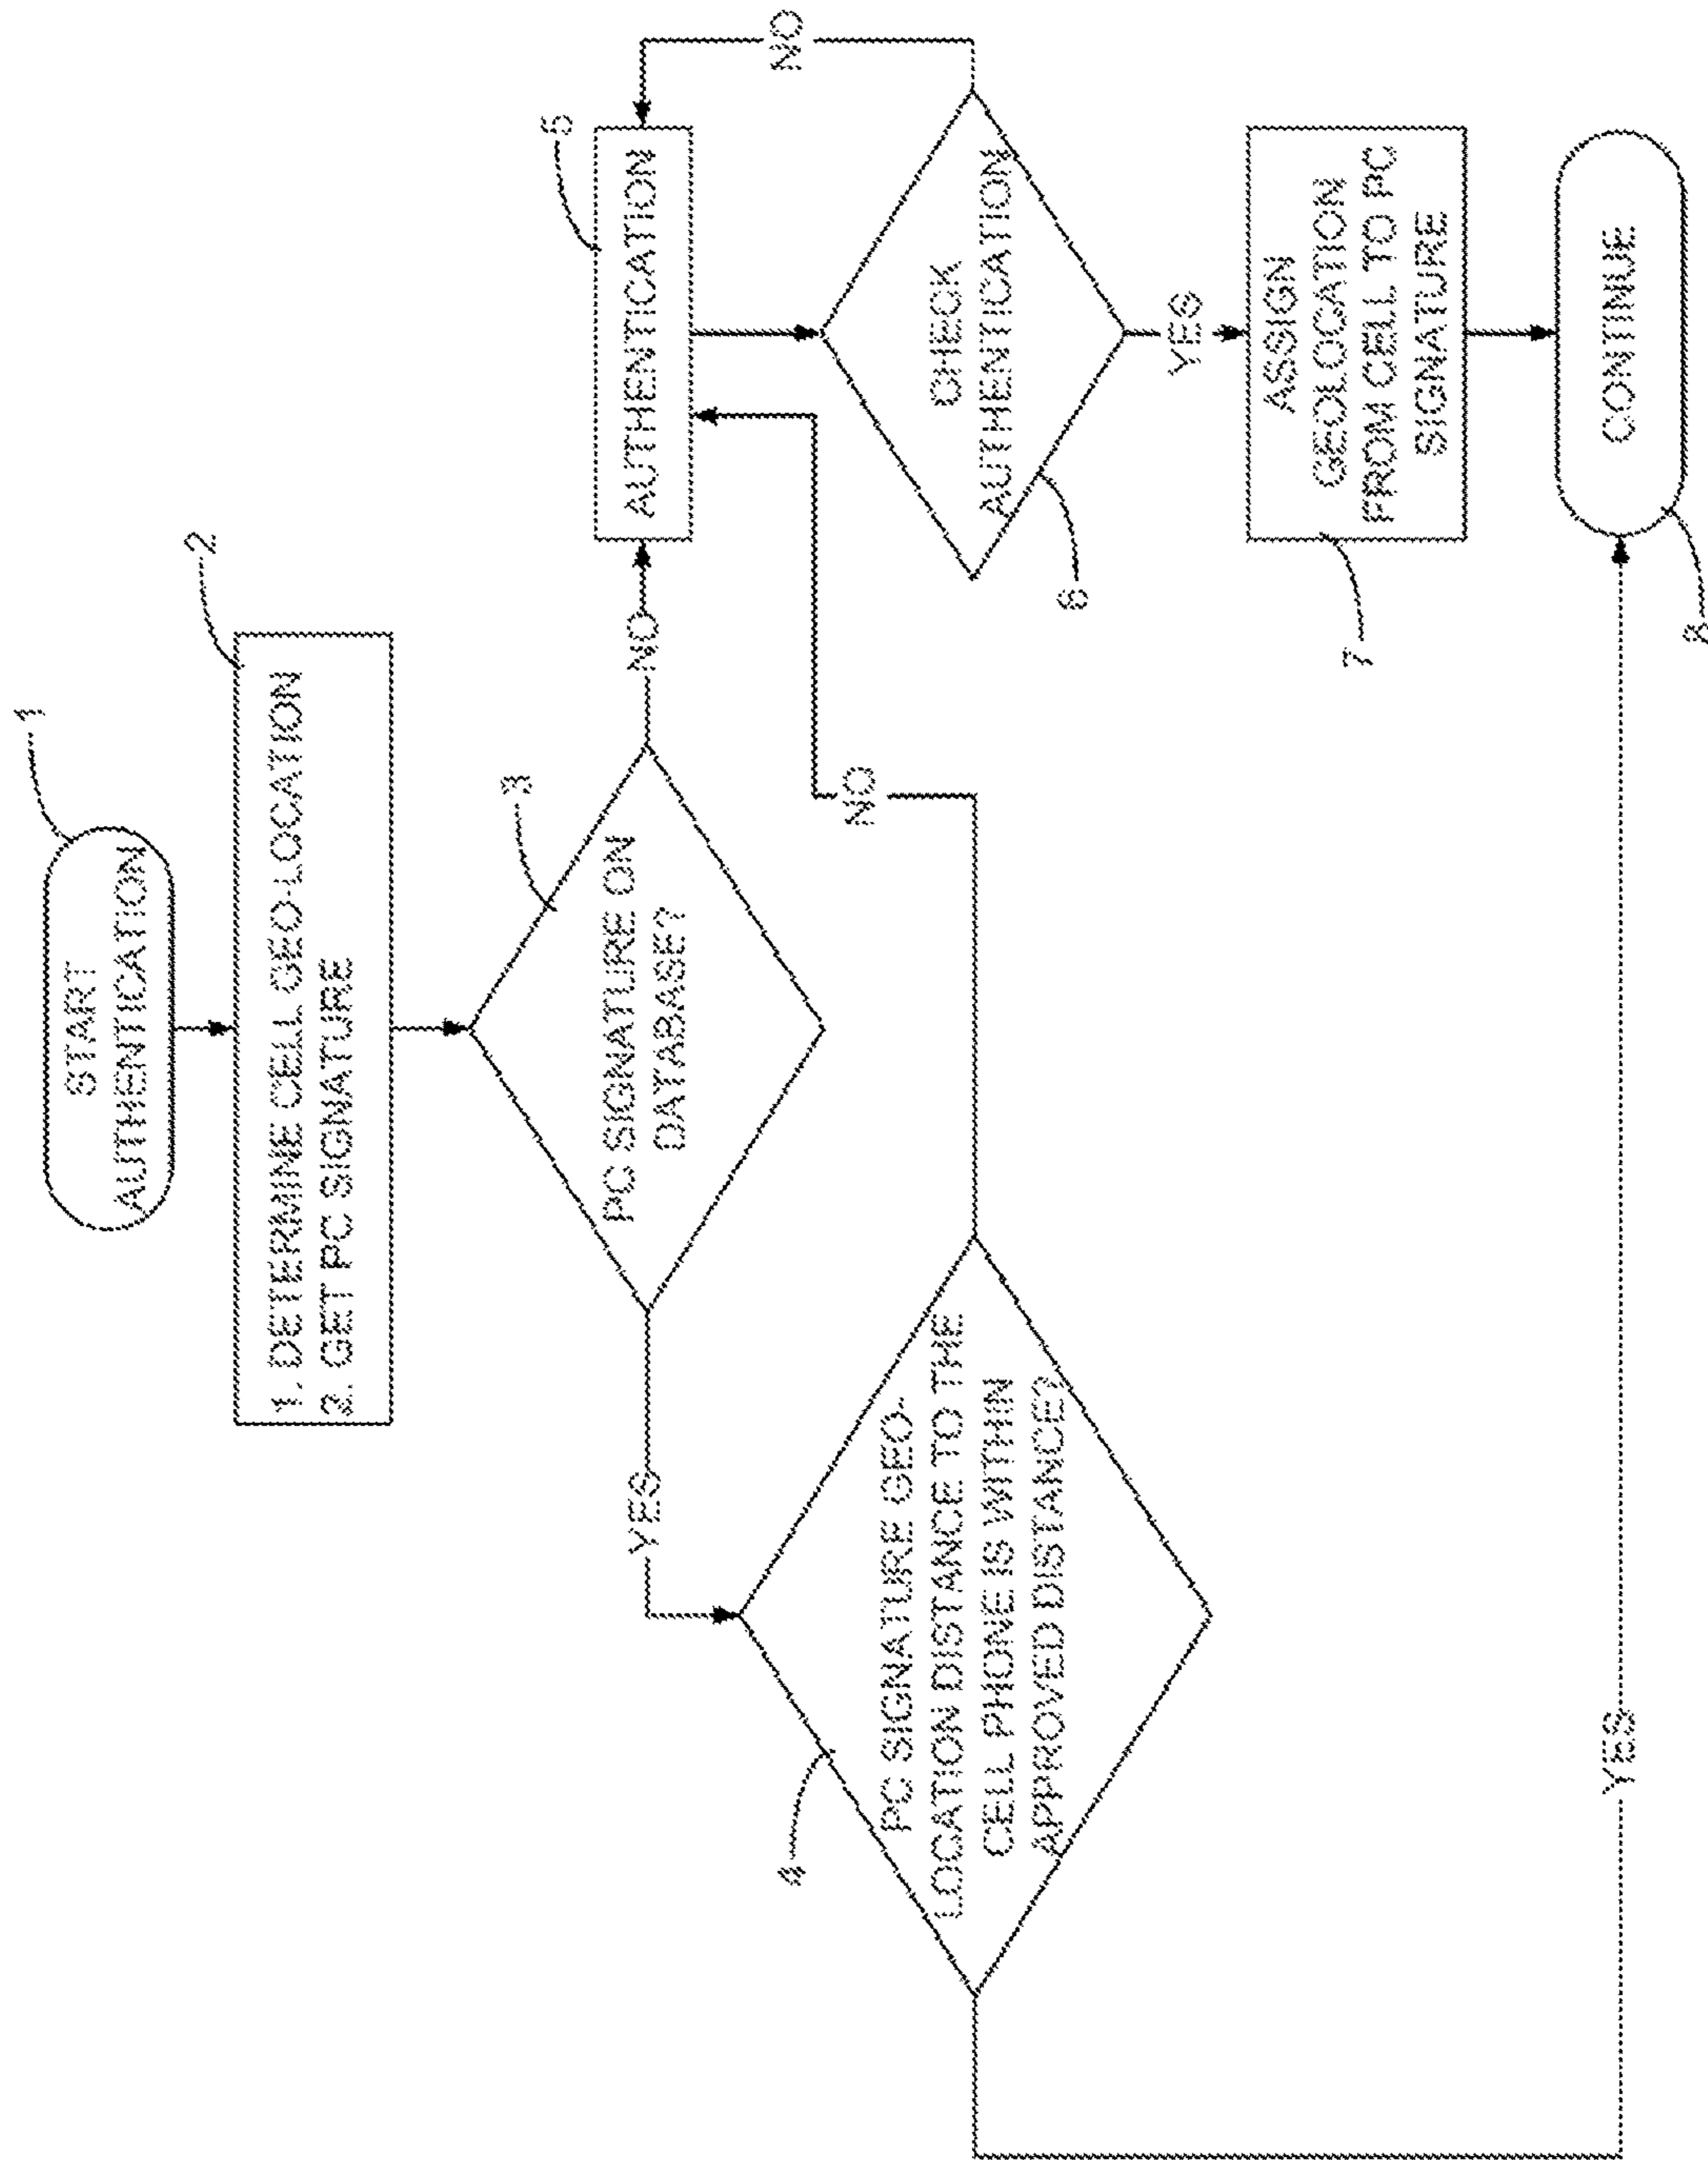 1
START
AUTHENTICATION
2
1. DETERMINE CELL GEO-LOCATION
2. GET PC SIGNATURE
3
PC SIGNATURE ON
DATABASE?
YES
NO
4
PC SIGNATURE GEO-
LOCATION DISTANCE TO THE
CELL PHONE IS WITHIN
APPROVED DISTANCE?
NO
YES
5
AUTHENTICATION
NO
CHECK
AUTHENTICATION
6
YES
ASSIGN
GEOLOCATION
FROM CELL TO PC
SIGNATURE
7
CONTINUE
8